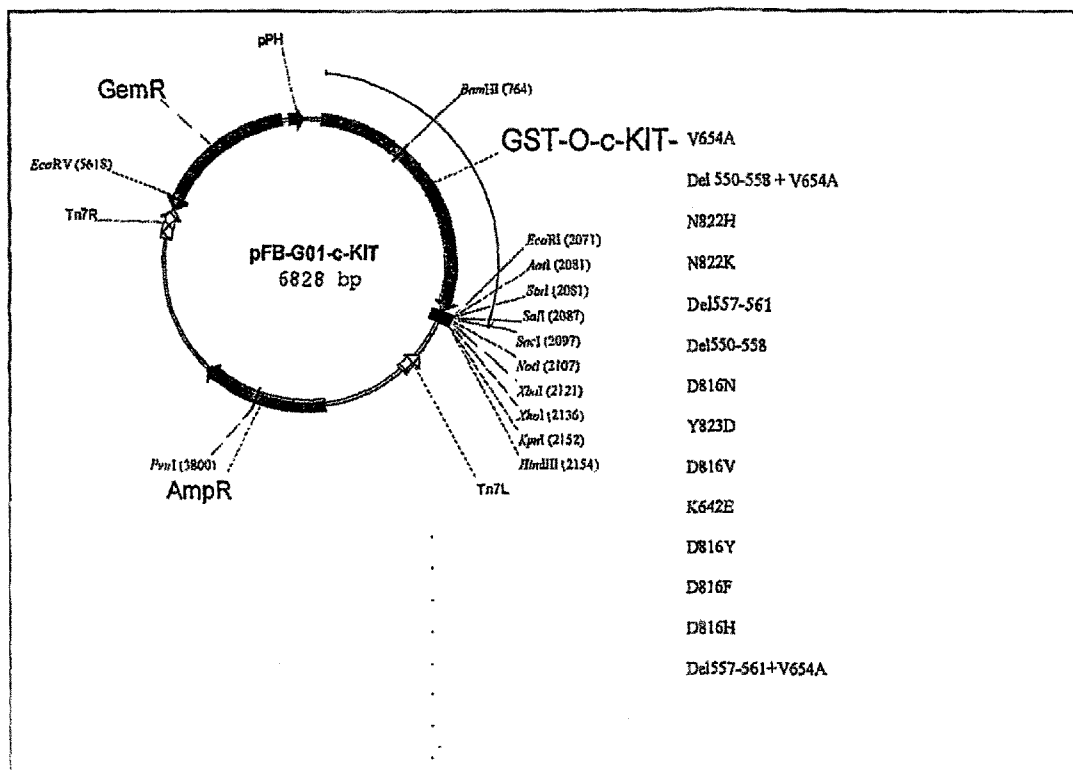 pPH
GemR
BamHI (764)
GST-O-c-KIT-
V654A
EcoRV (5618)
Del 550-558 + V654A
Tn7R
N822H
pFB-G01-c-KIT
6828 bp
EcoRI (2071)
N822K
AatI (2081)
StuI (2081)
Del557-561
SalI (2087)
SacI (2097)
Del550-558
NotI (2107)
D816N
XbaI (2121)
XhoI (2136)
Y823D
KpnI (2152)
HindIII (2154)
D816V
PvuI (3800)
AmpR
Tn7L
K642E
D816Y
D816F
D816H
Del557-561+V654A